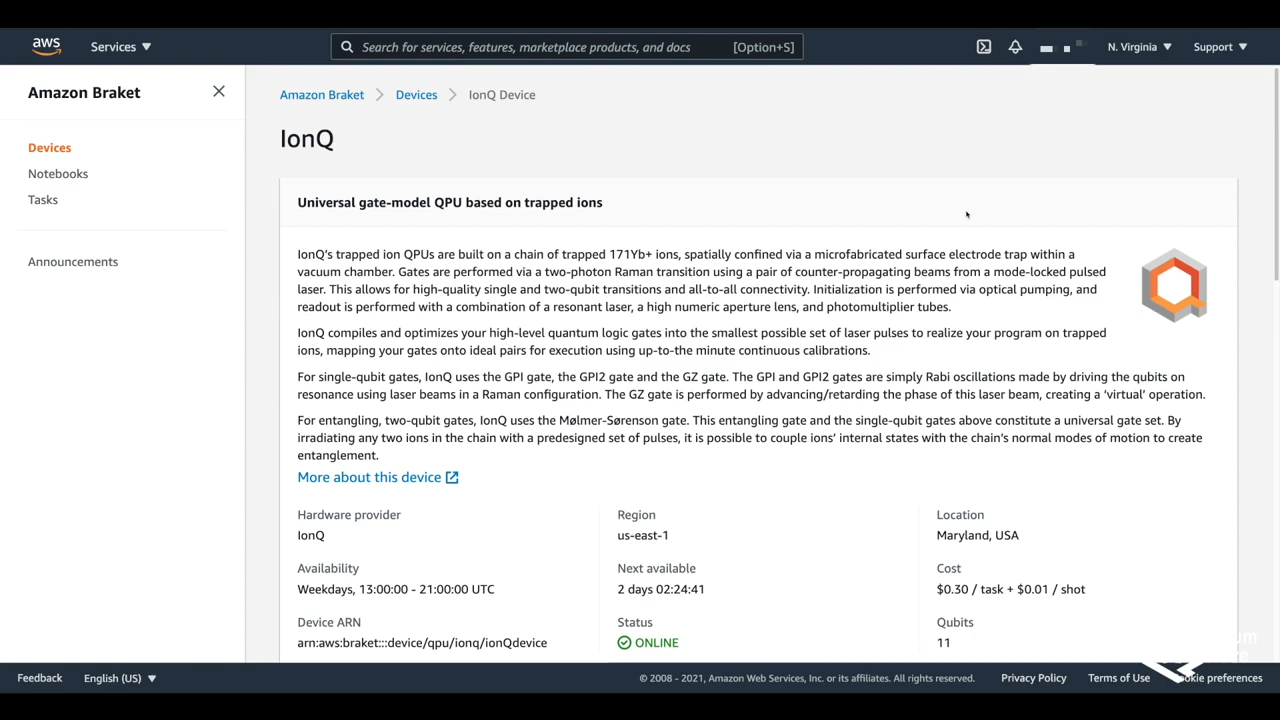 aws
Services
Search for services, features, marketplace products, and docs [Option+S]
N. Virginia
Support
Amazon Braket
Devices
Notebooks
Tasks
Announcements
Amazon Braket
Devices
IonQ Device
IonQ
Universal gate-model QPU based on trapped ions
IonQ's trapped ion QPUs are built on a chain of trapped 171Yb+ ions, spatially confined via a microfabricated surface electrode trap within a
vacuum chamber. Gates are performed via a two-photon Raman transition using a pair of counter-propagating beams from a mode-locked pulsed
laser. This allows for high-quality single and two-qubit transitions and all-to-all connectivity. Initialization is performed via optical pumping, and
readout is performed with a combination of a resonant laser, a high numeric aperture lens, and photomultiplier tubes.
IonQ compiles and optimizes your high-level quantum logic gates into the smallest possible set of laser pulses to realize your program on trapped
ions, mapping your gates onto ideal pairs for execution using up-to-the minute continuous calibrations.
For single-qubit gates, IonQ uses the GPI gate, the GPI2 gate and the GZ gate. The GPI and GPI2 gates are simply Rabi oscillations made by driving the qubits on
resonance using laser beams in a Raman configuration. The GZ gate is performed by advancing/retarding the phase of this laser beam, creating a 'virtual' operation.
For entangling, two-qubit gates, IonQ uses the Mølmer-Sørenson gate. This entangling gate and the single-qubit gates above constitute a universal gate set. By
irradiating any two ions in the chain with a predesigned set of pulses, it is possible to couple ions' internal states with the chain's normal modes of motion to create
entanglement.
More about this device
Hardware provider
IonQ
Region
us-east-1
Location
Maryland, USA
Availability
Weekdays, 13:00:00 - 21:00:00 UTC
Next available
2 days 02:24:41
Cost
$0.30 / task + $0.01 / shot
Device ARN
arn:aws:braket:::device/qpu/ionq/ionQdevice
Status
ONLINE
Qubits
11
Feedback
English (US)
© 2008 - 2021, Amazon Web Services, Inc. or its affiliates. All rights reserved.
Privacy Policy
Terms of Use
preferences